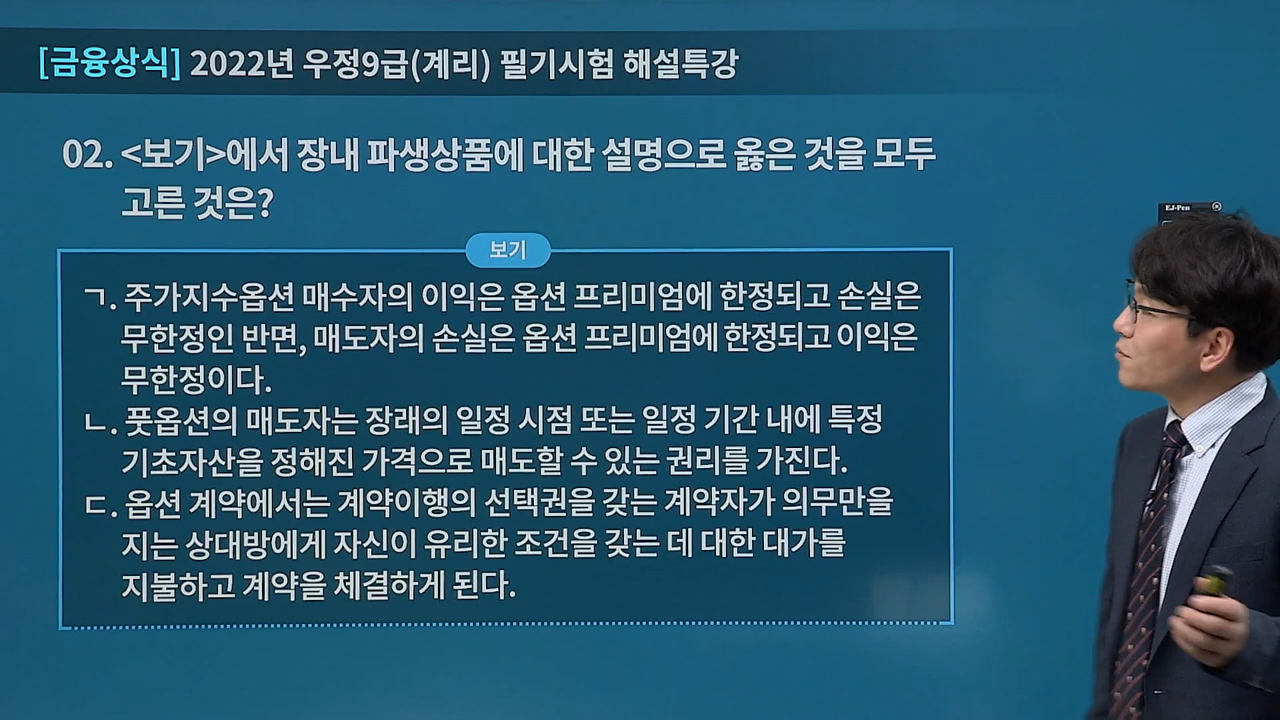 [금융상식] 2022년 우정9급(계리) 필기시험 해설특강
EJ-Pen
02. <보기>에서 장내 파생상품에 대한 설명으로 옳은 것을 모두
고른 것은?
보기
ㄱ. 주가지수옵션 매수자의 이익은 옵션 프리미엄에 한정되고 손실은
무한정인 반면, 매도자의 손실은 옵션 프리미엄에 한정되고 이익은
무한정이다.
ㄴ. 풋옵션의 매도자는 장래의 일정 시점 또는 일정 기간 내에 특정
기초자산을 정해진 가격으로 매도할 수 있는 권리를 가진다.
ㄷ. 옵션 계약에서는 계약이행의 선택권을 갖는 계약자가 의무만을
지는 상대방에게 자신이 유리한 조건을 갖는 데 대한 대가를
지불하고 계약을 체결하게 된다.